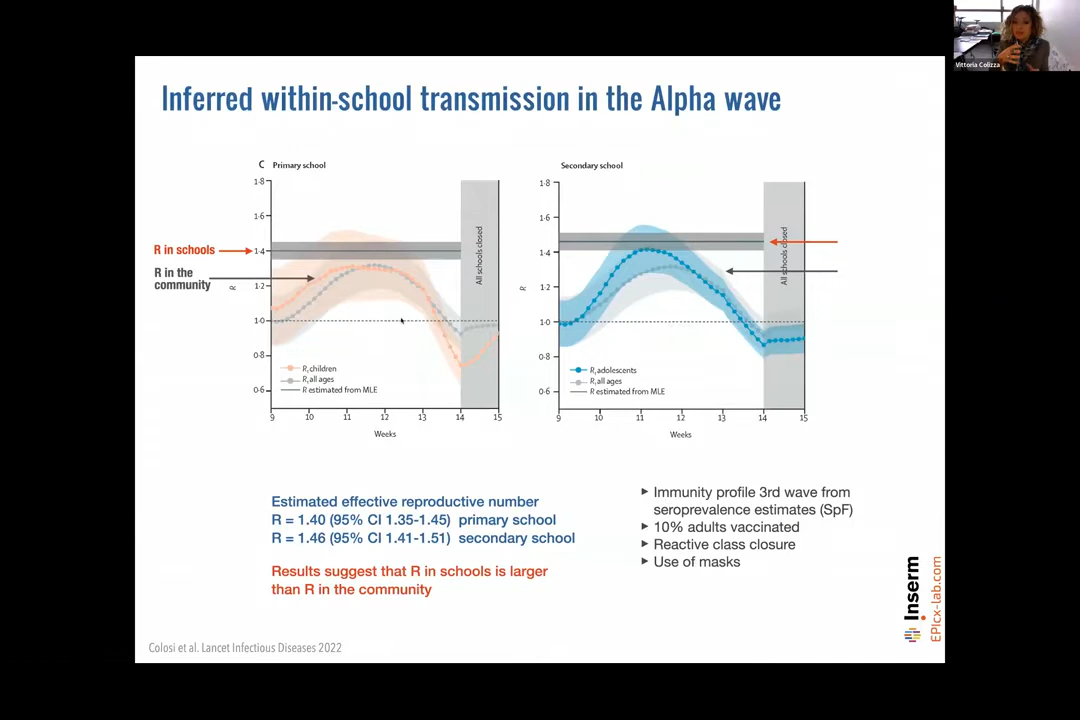 Vittoria Colizza
Inferred within-school transmission in the Alpha wave
C Primary school
1·8
1·6
1·4
1·2
1·0
0·8
0·6
R
9 10 11 12 13 14 15
Weeks
All schools closed
R in schools
R in the
community
Rt children
Rt all ages
R estimated from MLE
Secondary school
1·8
1·6
1·4
1·2
1·0
0·8
0·6
R
9 10 11 12 13 14 15
Weeks
All schools closed
Rt adolescents
Rt all ages
R estimated from MLE
Estimated effective reproductive number
R = 1.40 (95% CI 1.35-1.45) primary school
R = 1.46 (95% CI 1.41-1.51) secondary school
Results suggest that R in schools is larger
than R in the community
▶ Immunity profile 3rd wave from
seroprevalence estimates (SpF)
▶ 10% adults vaccinated
▶ Reactive class closure
▶ Use of masks
Inserm
EPIcx-lab.com
Colosi et al. Lancet Infectious Diseases 2022